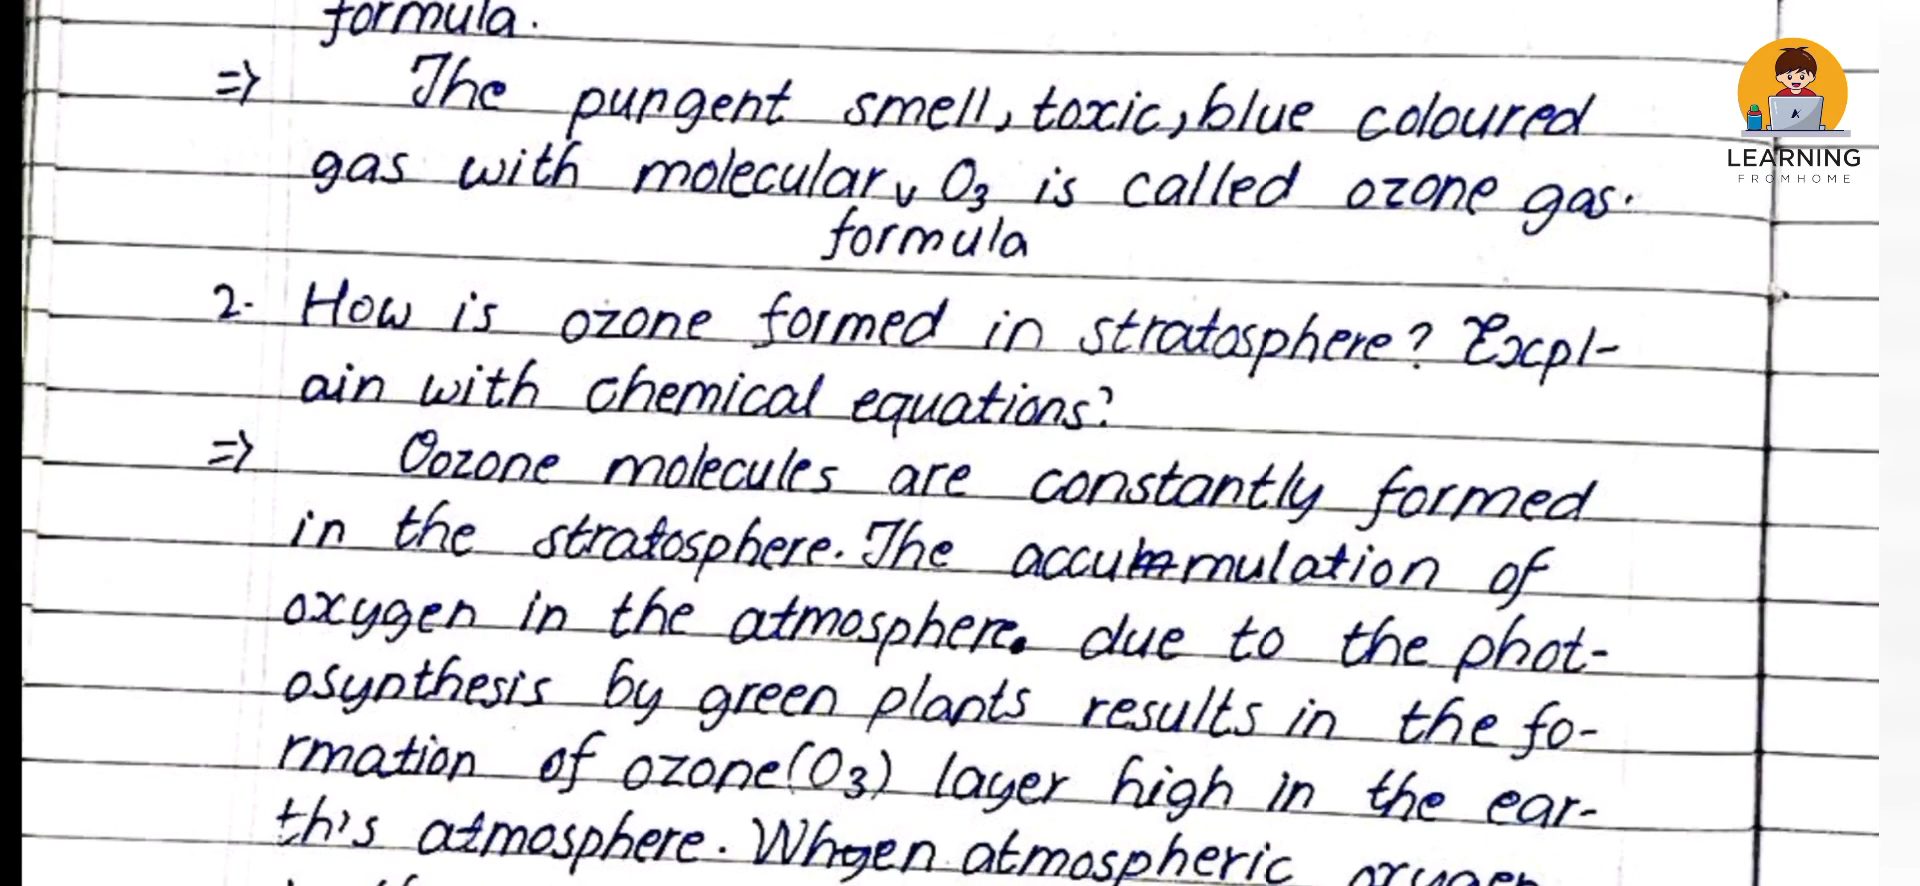 formula.
=> The pungent smell, toxic, blue coloured
gas with molecular v O3 is called ozone gas.
formula
2. How is ozone formed in stratosphere? Expl-
ain with chemical equations?
=> Oozone molecules are constantly formed
in the stratosphere. The accummulation of
oxygen in the atmosphere. due to the phot-
osynthesis by green plants results in the fo-
rmation of ozone(O3) layer high in the ear-
th's atmosphere. Whgen atmospheric oxygen
LEARNING
FROMHOME